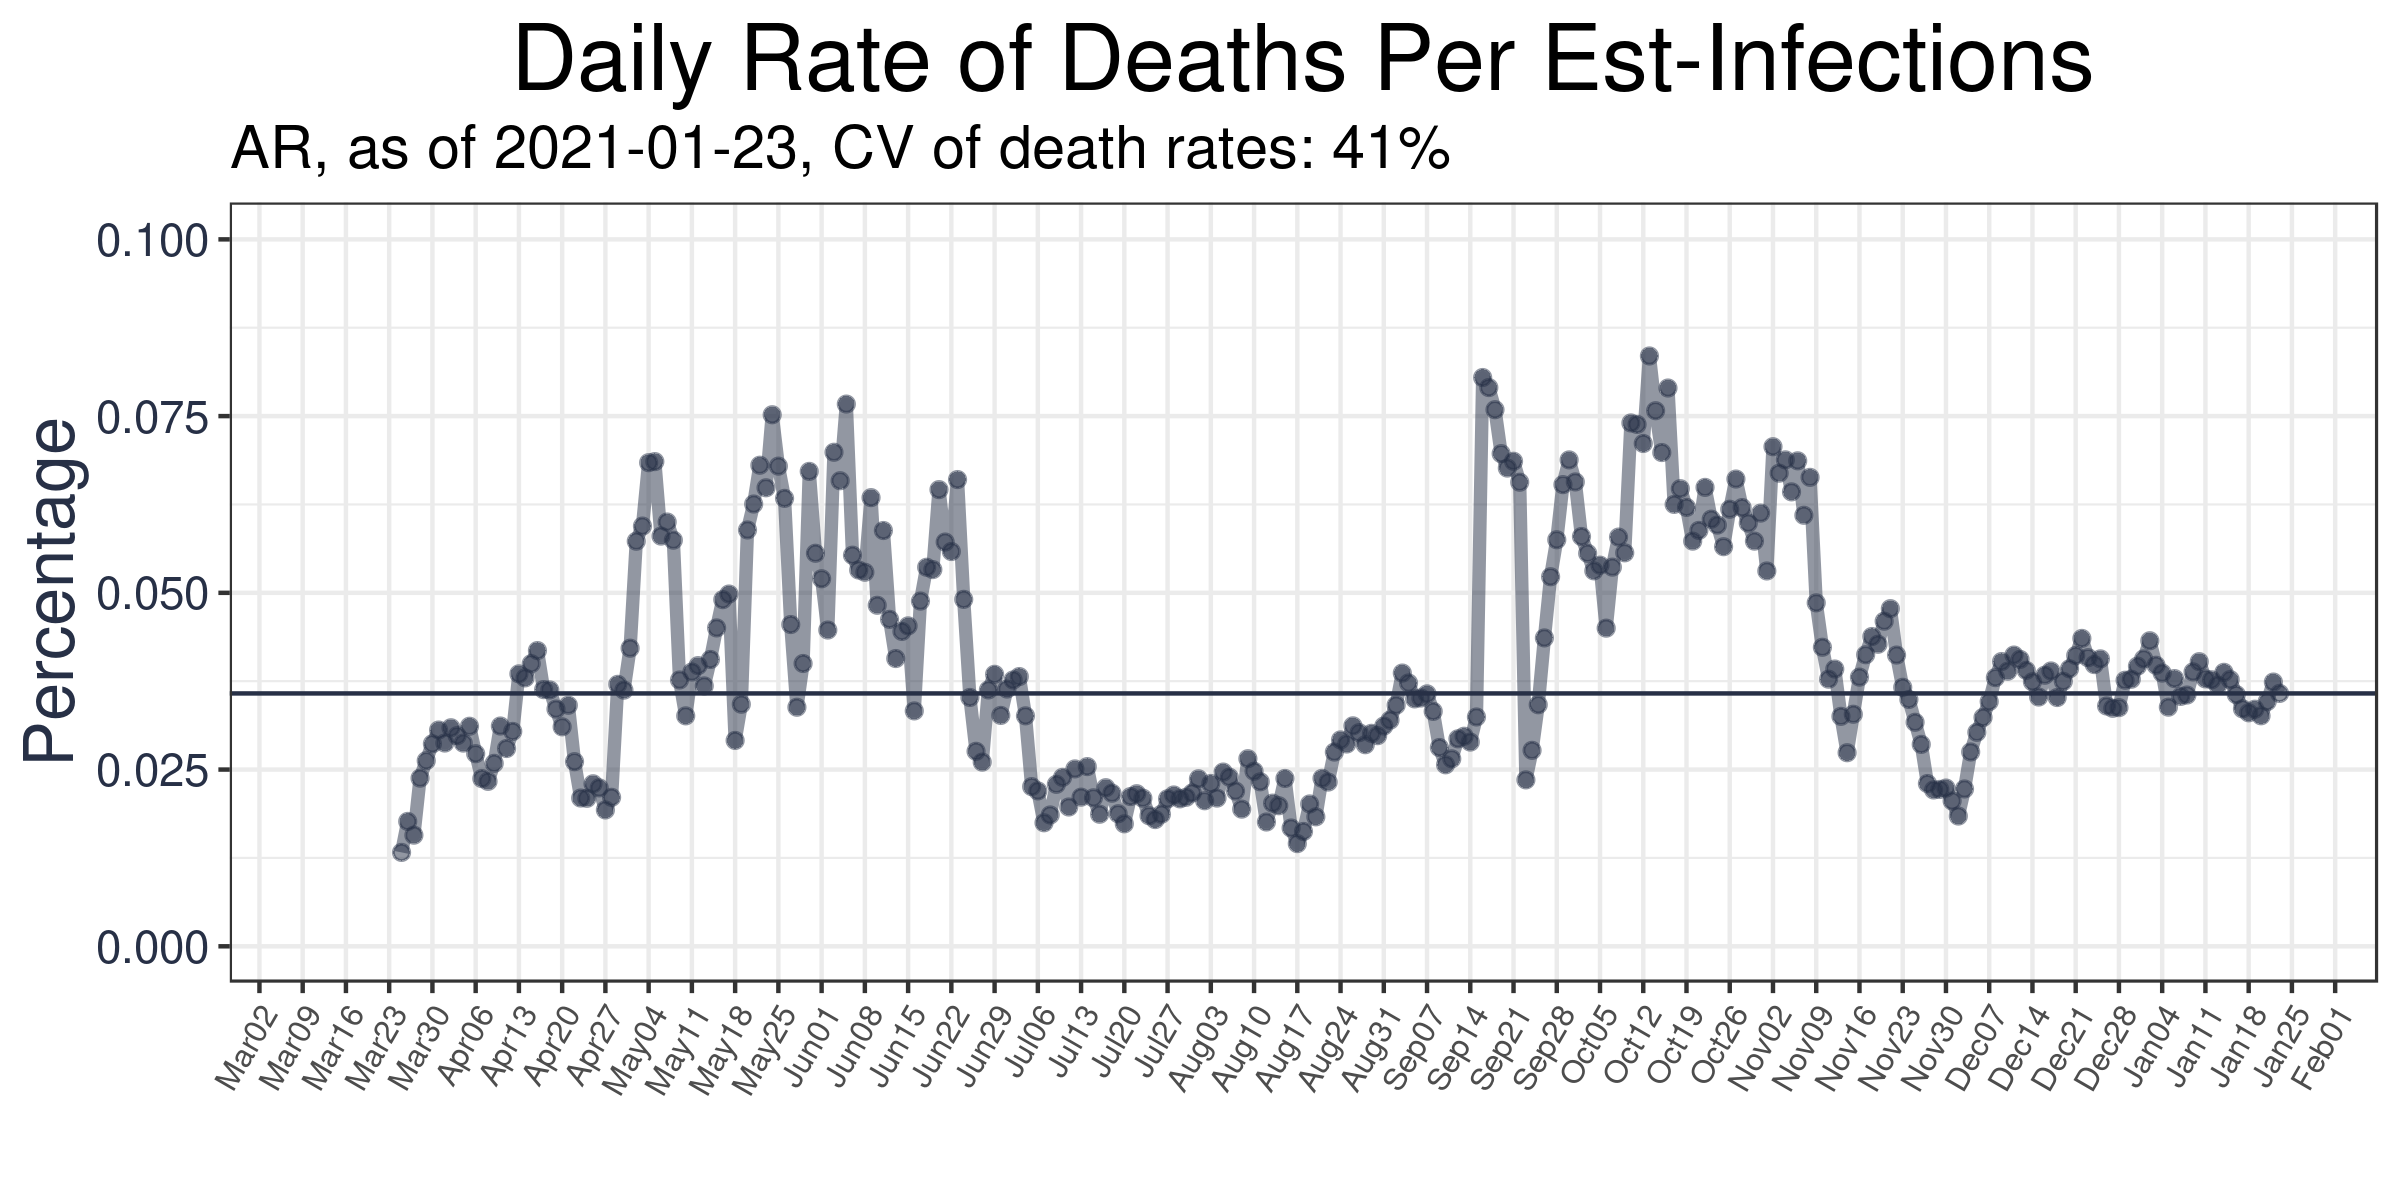 Daily Rate of Deaths Per Est-Infections
AR, as of 2021-01-23, CV of death rates: 41%
Percentage
0.100
0.075
0.050
0.025
0.000
Mar02 Mar09 Mar16 Mar23 Mar30 Apr06 Apr13 Apr20 Apr27 May04 May11 May18 May25 Jun01 Jun08 Jun15 Jun22 Jun29 Jul06 Jul13 Jul20 Jul27 Aug03 Aug10 Aug17 Aug24 Aug31 Sep07 Sep14 Sep21 Sep28 Oct05 Oct12 Oct19 Oct26 Nov02 Nov09 Nov16 Nov23 Nov30 Dec07 Dec14 Dec21 Dec28 Jan04 Jan11 Jan18 Jan25 Feb01